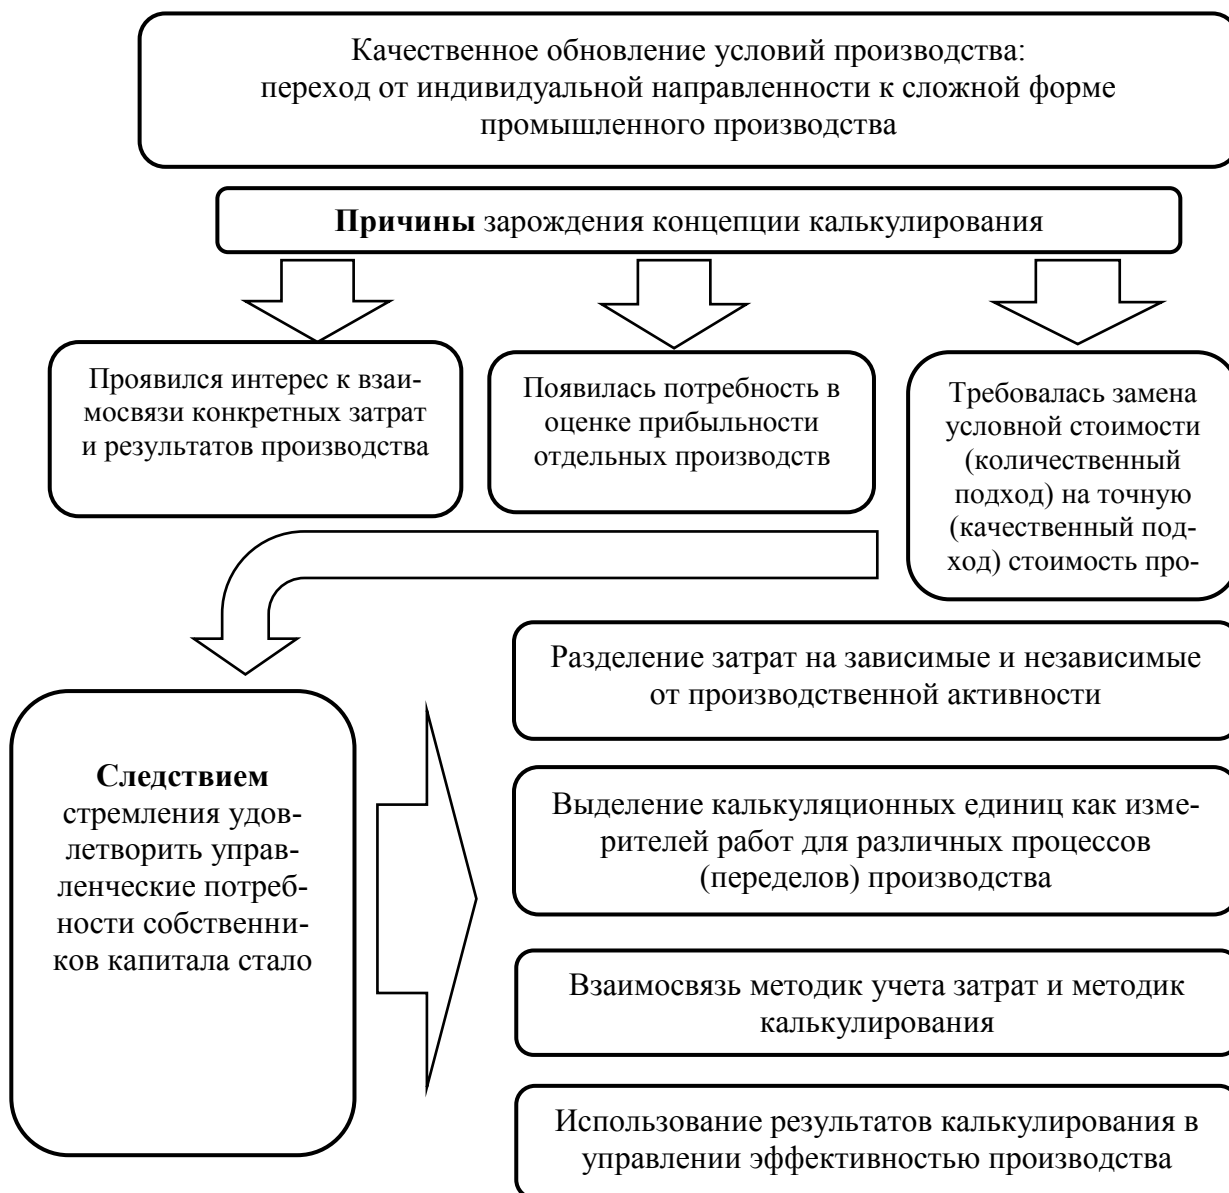 Качественное обновление условий производства:
переход от индивидуальной направленности к сложной форме
промышленного производства
Причины зарождения концепции калькулирования
Проявился интерес к взаи-
мосвязи конкретных затрат
и результатов производства
Появилась потребность в
оценке прибыльности
отдельных производств
Требовалась замена
условной стоимости
(количественный
подход) на точную
(качественный под-
ход) стоимость про-
Следствием
стремления удов-
летворить управ-
ленческие потреб-
ности собственни-
ков капитала стало
Разделение затрат на зависимые и независимые
от производственной активности
Выделение калькуляционных единиц как изме-
рителей работ для различных процессов
(переделов) производства
Взаимосвязь методик учета затрат и методик
калькулирования
Использование результатов калькулирования в
управлении эффективностью производства